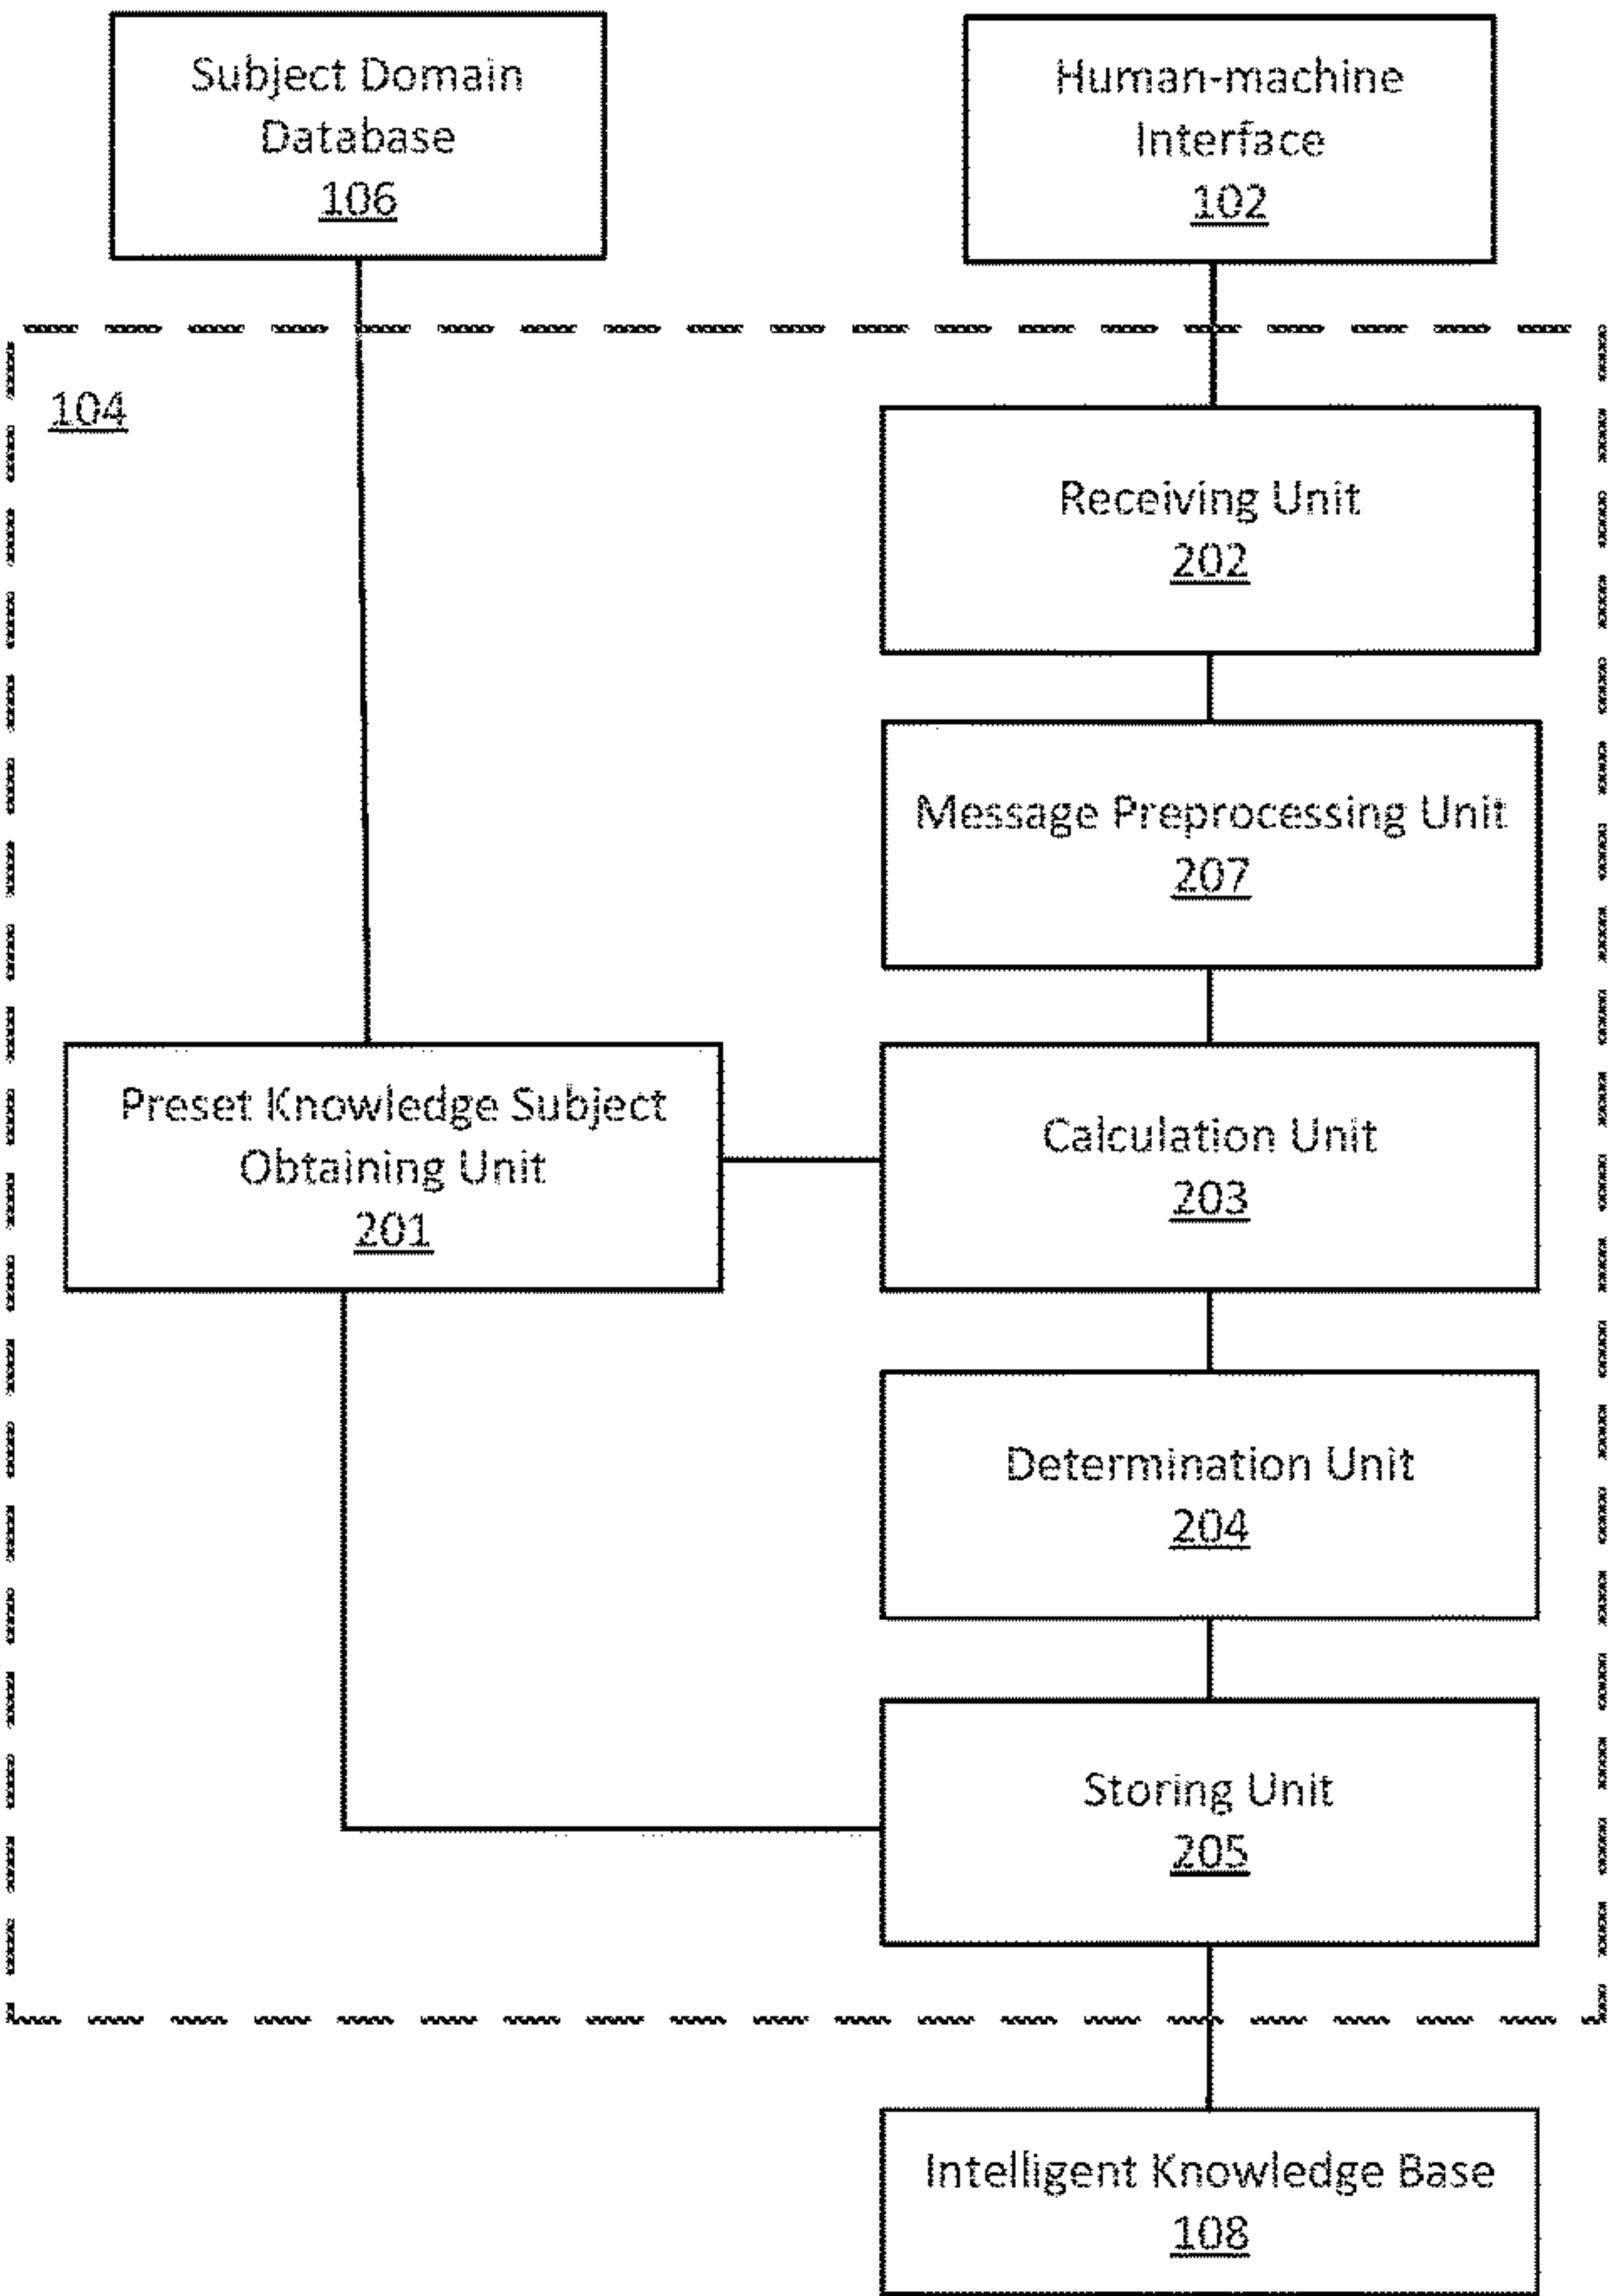 Subject Domain
Database
106
Human-machine
Interface
102
104
Receiving Unit
202
Message Preprocessing Unit
207
Preset Knowledge Subject
Obtaining Unit
201
Calculation Unit
203
Determination Unit
204
Storing Unit
205
Intelligent Knowledge Base
108